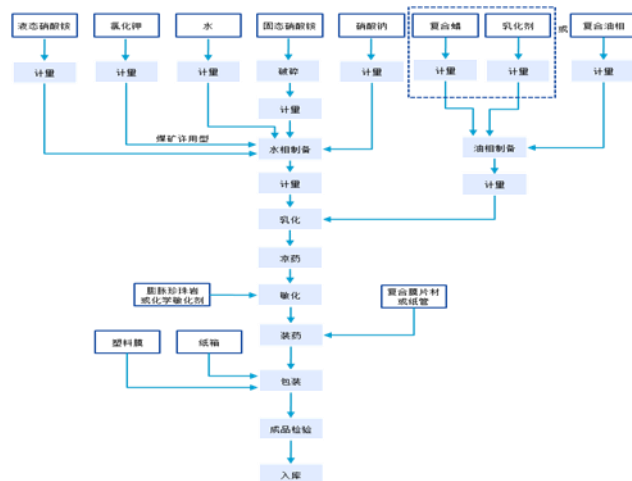 液态硝酸铵
氯化钾
水
固态硝酸铵
硝酸钠
复合蜡
乳化剂
或
复合油相
计量
计量
计量
破碎
计量
计量
计量
计量
计量
煤矿许用型
水相制备
油相制备
计量
计量
乳化
凉药
膨胀珍珠岩
或化学敏化剂
敏化
复合膜片材
或纸管
装药
塑料膜
纸箱
包装
成品检验
入库